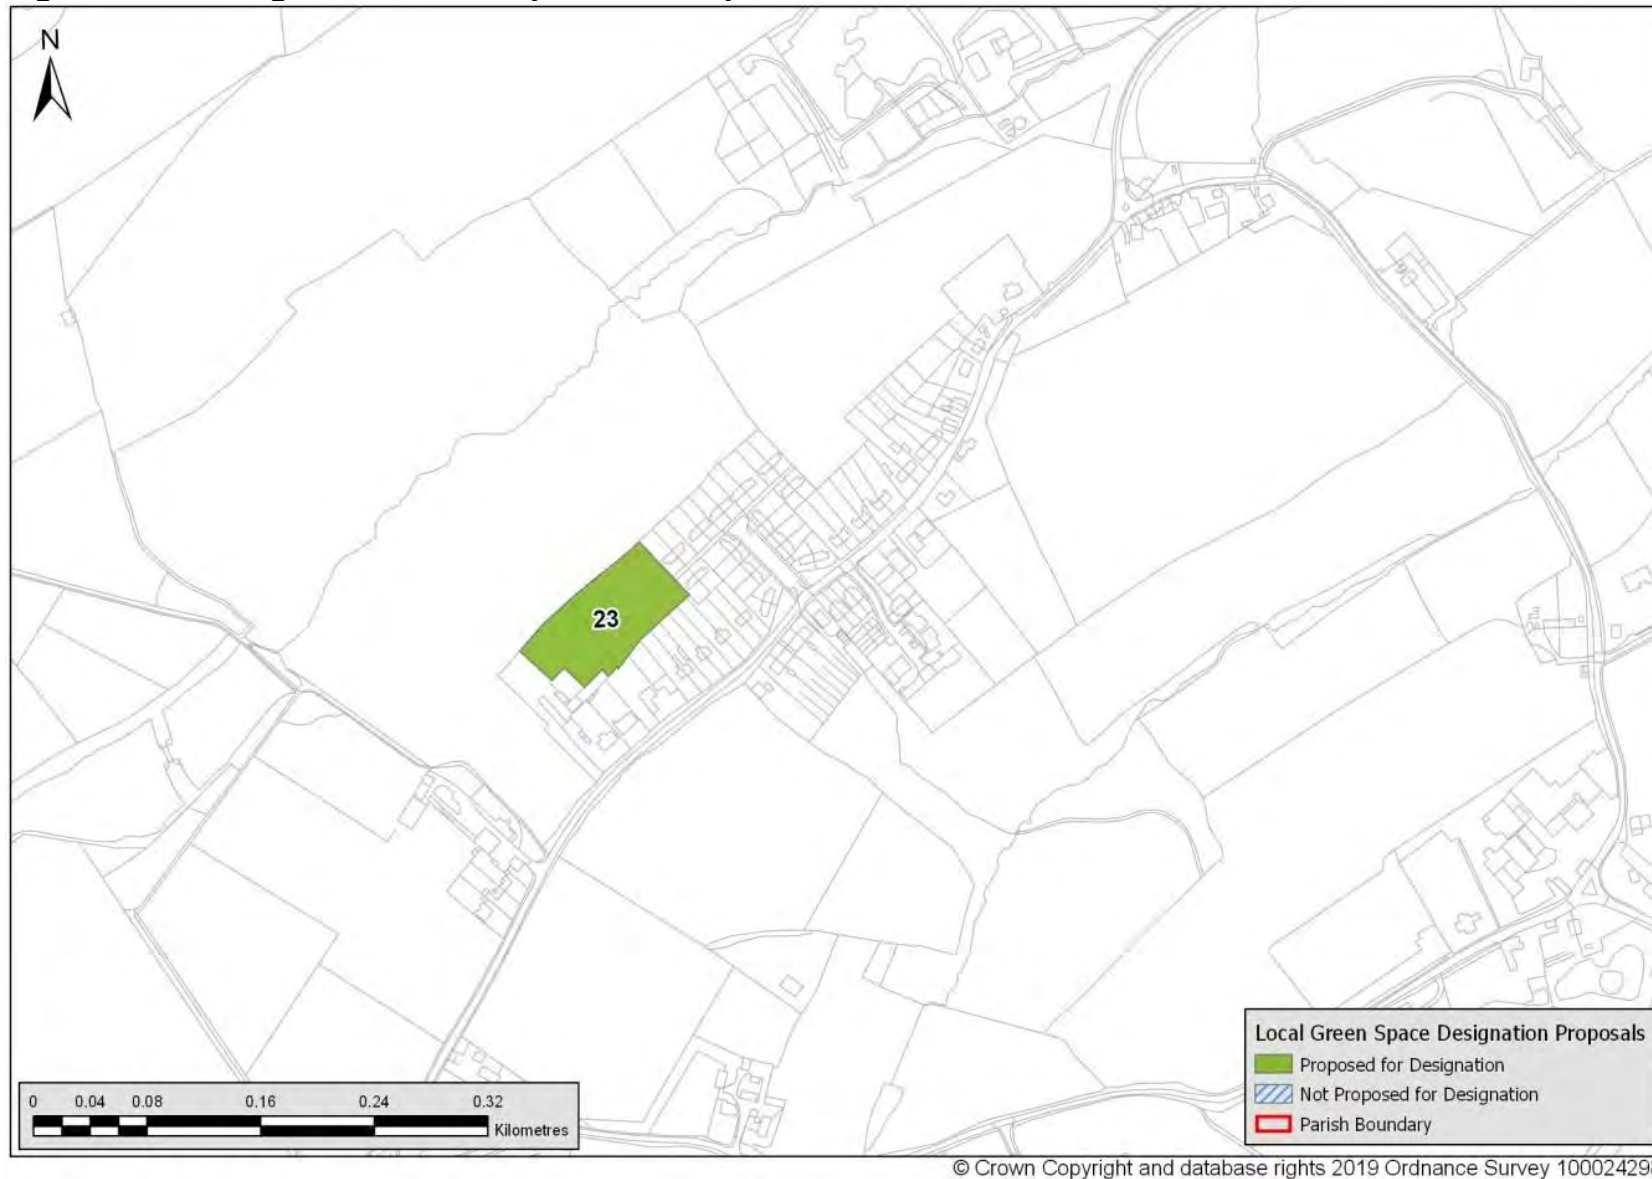 N
23
Local Green Space Designation Proposals
Proposed for Designation
Not Proposed for Designation
Parish Boundary
0 0.04 0.08 0.16 0.24 0.32
Kilometres
© Crown Copyright and database rights 2019 Ordnance Survey 10002429